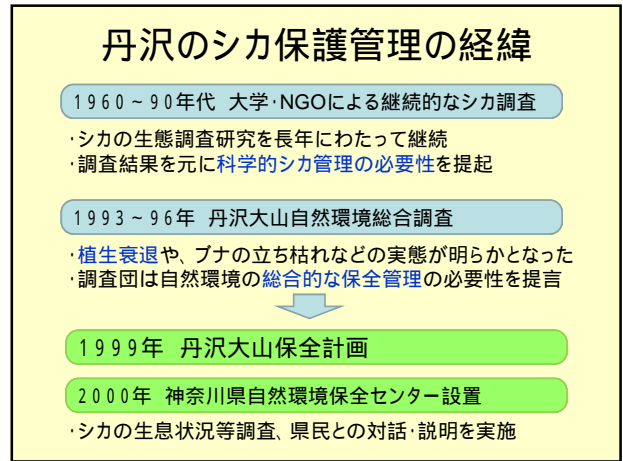 丹沢のシカ保護管理の経緯
1960~90年代 大学･NGOによる継続的なシカ調査
･シカの生態調査研究を長年にわたって継続
･調査結果を元に科学的シカ管理の必要性を提起
1993~96年 丹沢大山自然環境総合調査
･植生衰退や、ブナの立ち枯れなどの実態が明らかとなった
･調査団は自然環境の総合的な保全管理の必要性を提言
1999年 丹沢大山保全計画
2000年 神奈川県自然環境保全センター設置
･シカの生息状況等調査、県民との対話･説明を実施